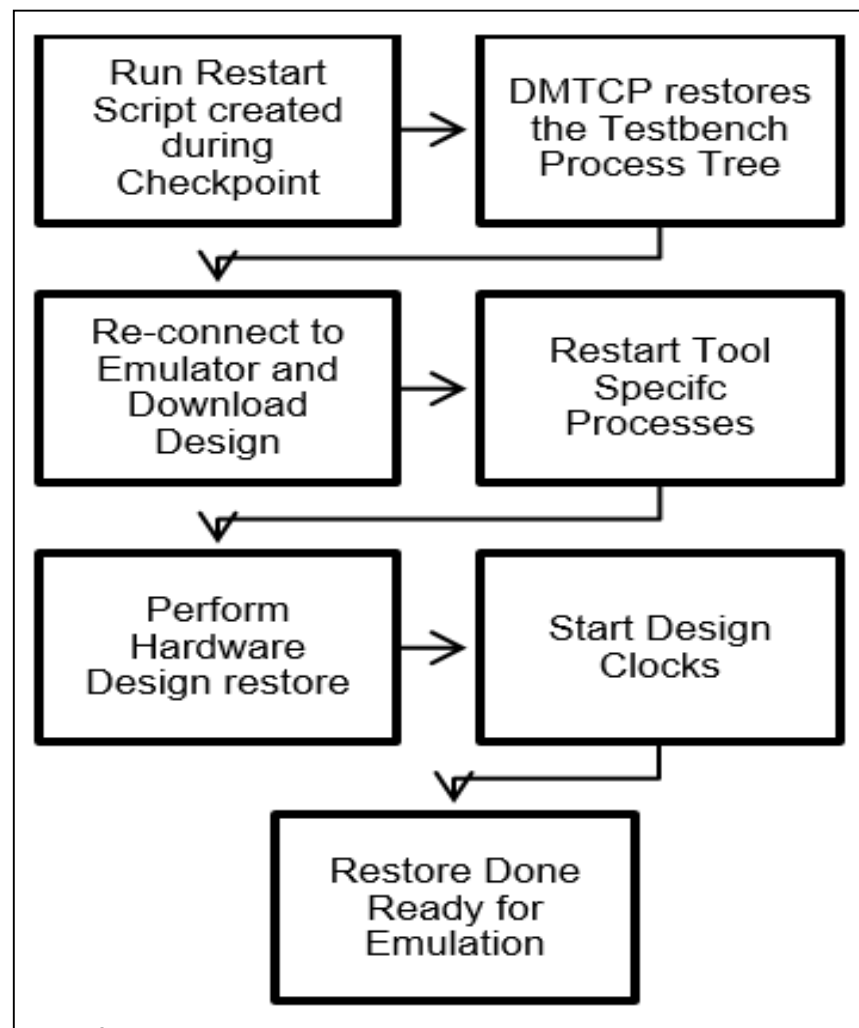 Run Restart
Script created
during
Checkpoint
DMTCP restores
the Testbench
Process Tree
Re-connect to
Emulator and
Download
Design
Restart Tool
Specifc
Processes
Perform
Hardware
Design restore
Start Design
Clocks
Restore Done
Ready for
Emulation